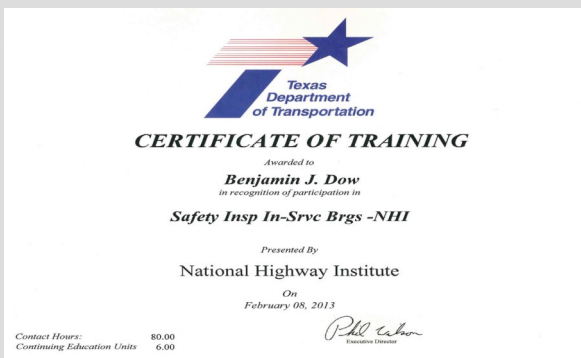 Texas
Department
of Transportation
CERTIFICATE OF TRAINING
Awarded to
Benjamin J. Dow
in recognition of participation in
Safety Insp In-Srvc Brgs -NHI
Presented By
National Highway Institute
On
February 08, 2013
Phil Wilson
Executive Director
Contact Hours: 80.00
Continuing Education Units 6.00